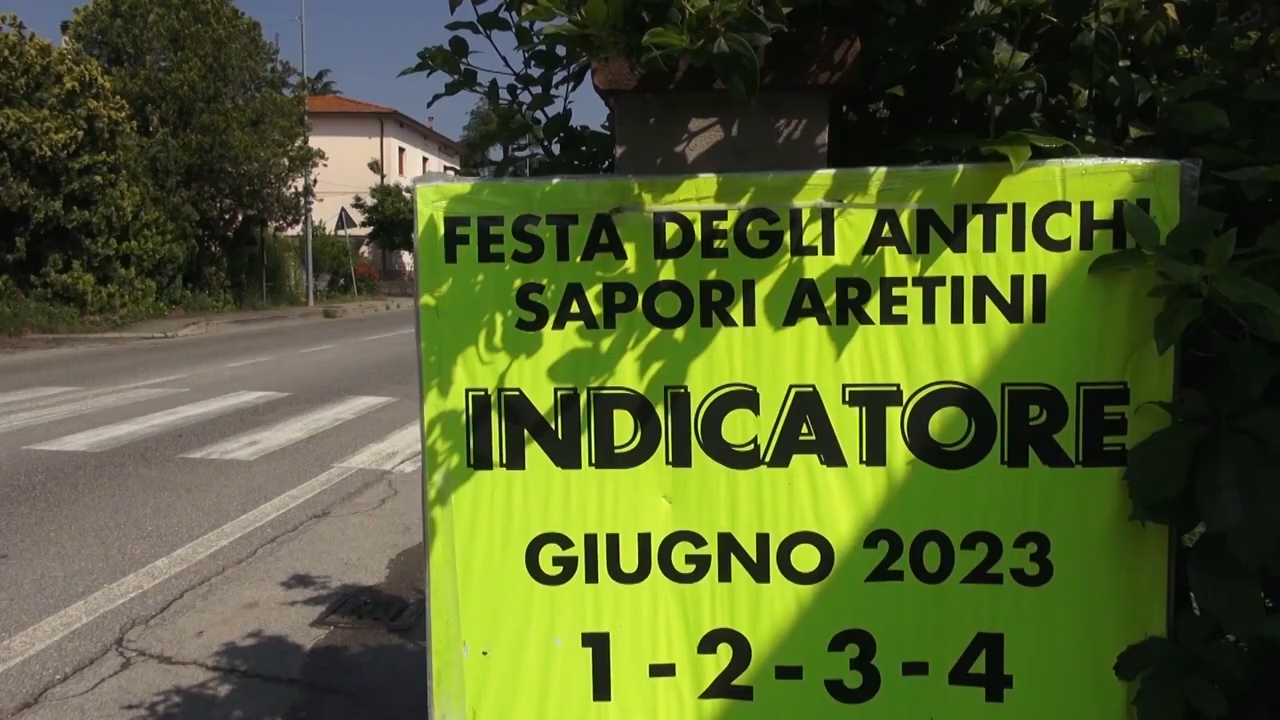 FESTA DEGLI ANTICHI
SAPORI ARETINI
INDICATORE
GIUGNO 2023
1-2-3-4